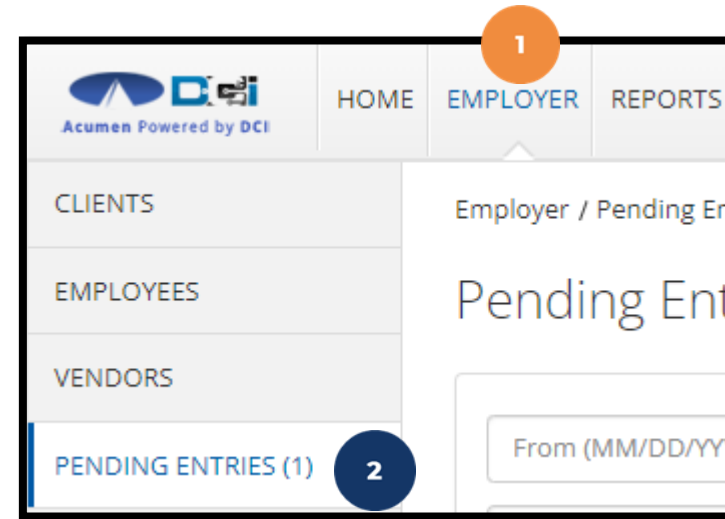 1
DCI
Acumen Powered by DCI
HOME EMPLOYER REPORTS
CLIENTS
EMPLOYEES
VENDORS
PENDING ENTRIES (1) 2
Employer / Pending En
Pending Ent
From (MM/DD/YY